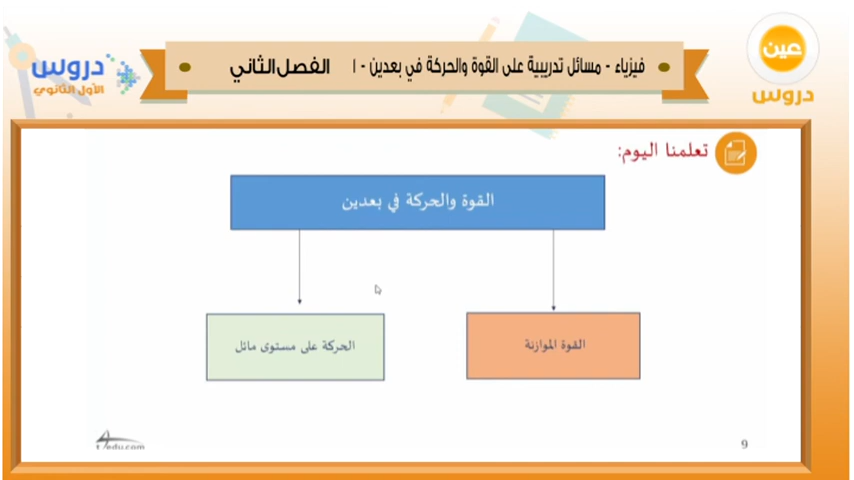 عين
دروس
فيزياء - مسائل تدريبية على القوة والحركة في بعدين - ١ الفصل الثاني
دروس
الأول الثانوي
تعلمنا اليوم:
القوة والحركة في بعدين
القوة الموازنة
الحركة على مستوى مائل
9